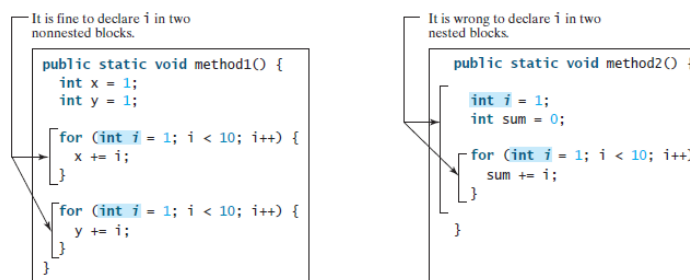 It is fine to declare i in two
nonnested blocks.
public static void method1() {
int x = 1;
int y = 1;
for (int i = 1; i < 10; i++) {
x += i;
}
for (int i = 1; i < 10; i++) {
y += i;
}
}
It is wrong to declare i in two
nested blocks.
public static void method2() {
int i = 1;
int sum = 0;
for (int i = 1; i < 10; i++)
sum += i;
}
}